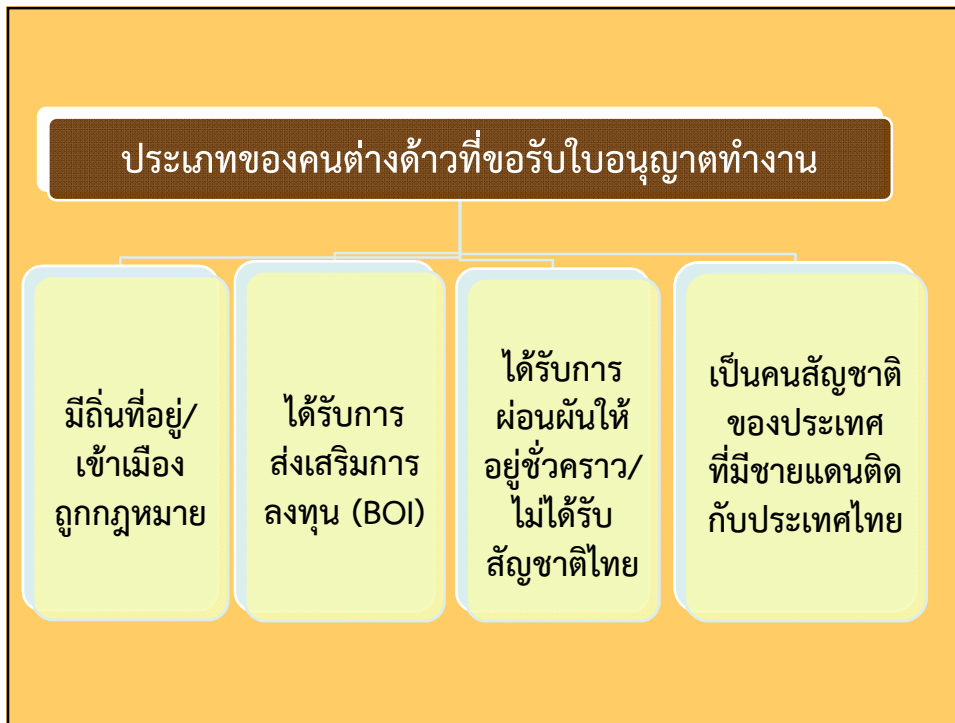 ประเภทของคนต่างด้าวที่ขอรับใบอนุญาตทำงาน
มีถิ่นที่อยู่/
เข้าเมือง
ถูกกฎหมาย
ได้รับการ
ส่งเสริมการ
ลงทุน (BOI)
ได้รับการ
ผ่อนผันให้
อยู่ชั่วคราว/
ไม่ได้รับ
สัญชาติไทย
เป็นคนสัญชาติ
ของประเทศ
ที่มีชายแดนติด
กับประเทศไทย